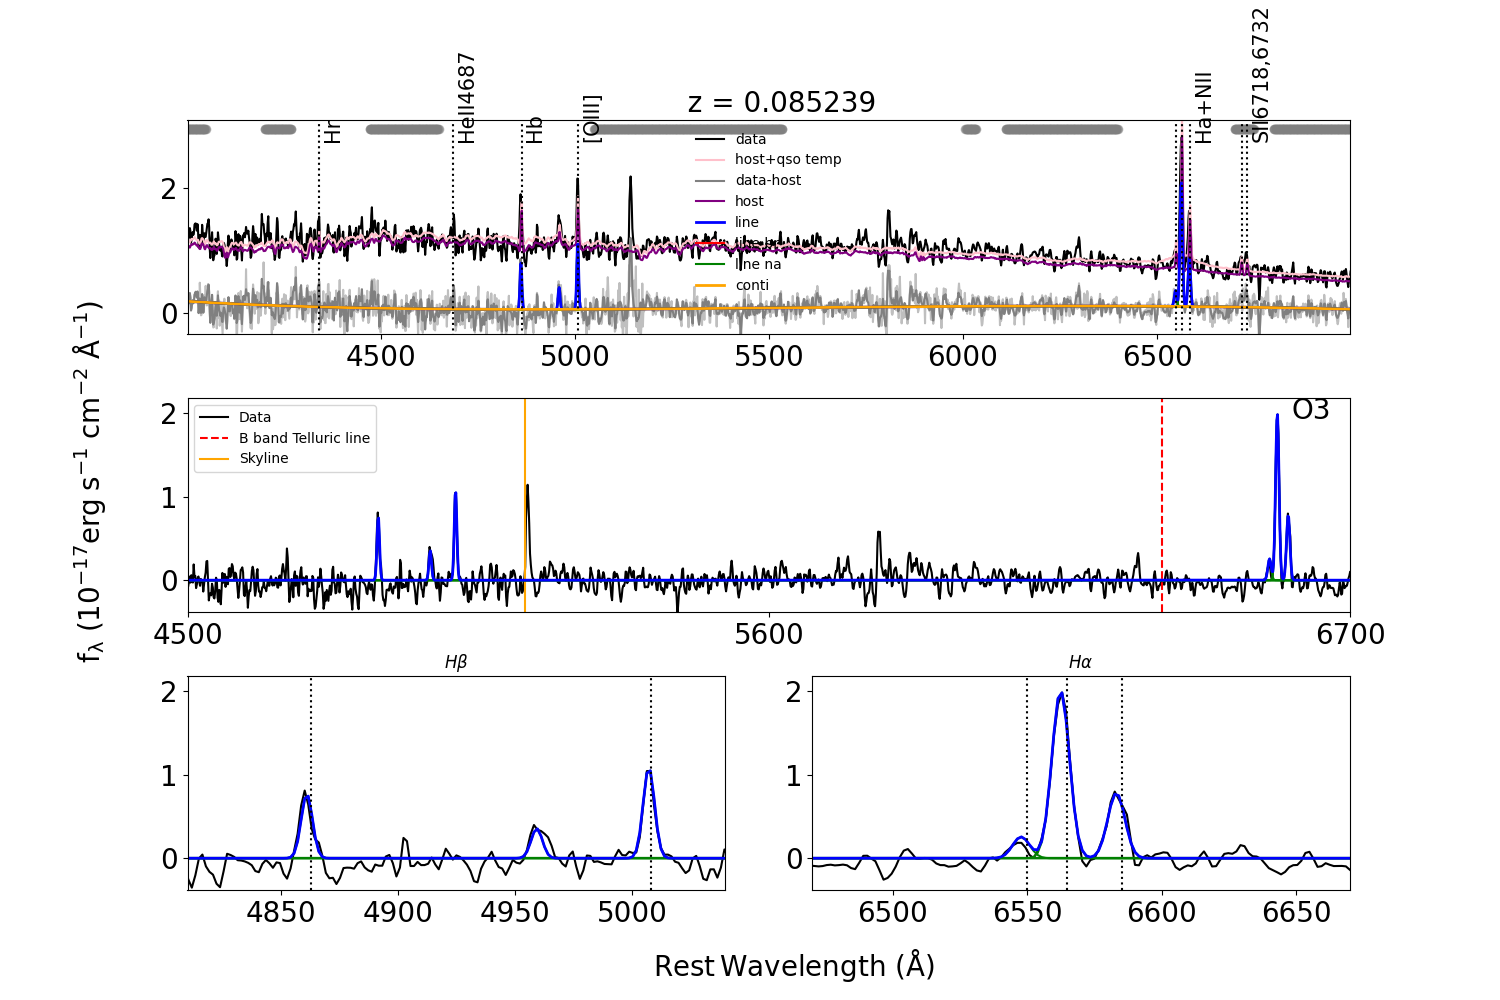 z = 0.085239
Hr
HeII4687
Hb
[OIII]
Ha+NII
SII6718,6732
data
host+qso temp
data-host
host
line
line na
conti
2
0
4500
5000
5500
6000
6500
fλ (10⁻¹⁷erg s⁻¹ cm⁻² Å⁻¹)
Data
B band Telluric line
Skyline
O3
2
1
0
4500
5600
6700
Hβ
2
1
0
4850
4900
4950
5000
Hα
2
1
0
6500
6550
6600
6650
Rest Wavelength (Å)